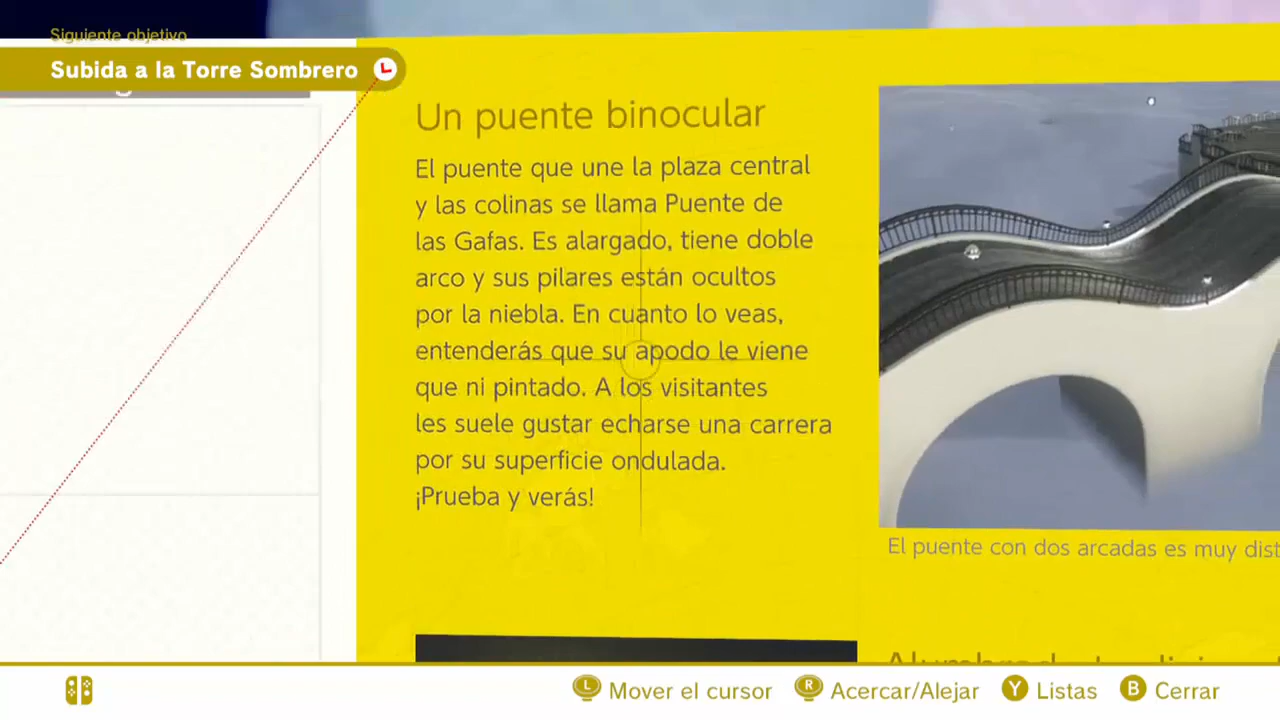 Siguiente objetivo
Subida a la Torre Sombrero
Un puente binocular
El puente que une la plaza central
y las colinas se llama Puente de
las Gafas. Es alargado, tiene doble
arco y sus pilares están ocultos
por la niebla. En cuanto lo veas,
entenderás que su apodo le viene
que ni pintado. A los visitantes
les suele gustar echarse una carrera
por su superficie ondulada.
¡Prueba y verás!
El puente con dos arcadas es muy dist
L Mover el cursor
R Acercar/Alejar
Y Listas
B Cerrar